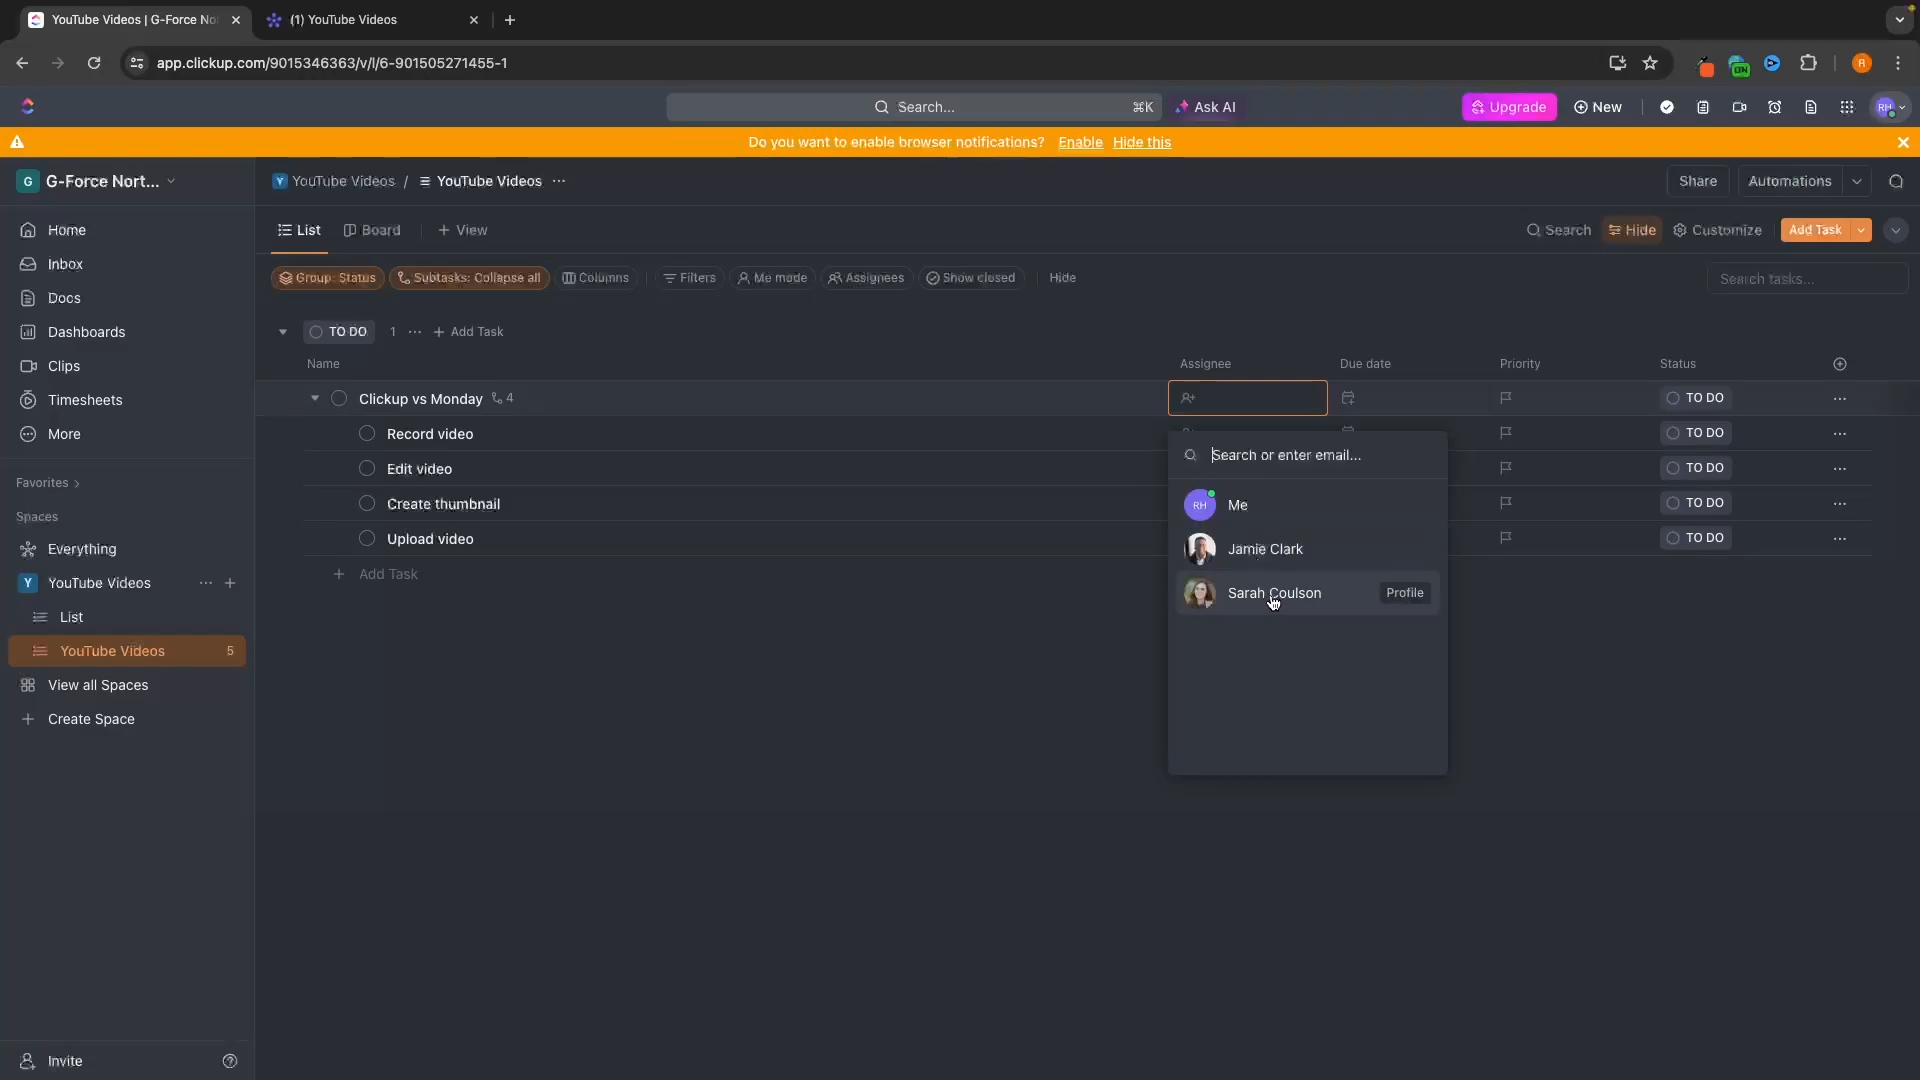 YouTube Videos | G-Force No
(1) YouTube Videos
app.clickup.com/9015346363/v/l/6-901505271455-1
ON
R
Search...
⌘K
Ask AI
Upgrade
New
RH
Do you want to enable browser notifications? Enable Hide this
G
G-Force Nort...
Y YouTube Videos / YouTube Videos ...
Share
Automations
Home
Inbox
Docs
Dashboards
Clips
Timesheets
More
Favorites
Spaces
Everything
Y YouTube Videos
List
YouTube Videos 5
View all Spaces
Create Space
Invite
List
Board
+ View
Search
Hide
Customize
Add Task
Group: Status
Subtasks: Collapse all
Columns
Filters
Me mode
Assignees
Show closed
Hide
Search tasks...
TO DO 1 ... + Add Task
Name Assignee Due date Priority Status
Clickup vs Monday 4 TO DO
Record video TO DO
Edit video TO DO
Create thumbnail TO DO
Upload video TO DO
+ Add Task
Search or enter email...
RH Me
Jamie Clark
Sarah Coulson Profile